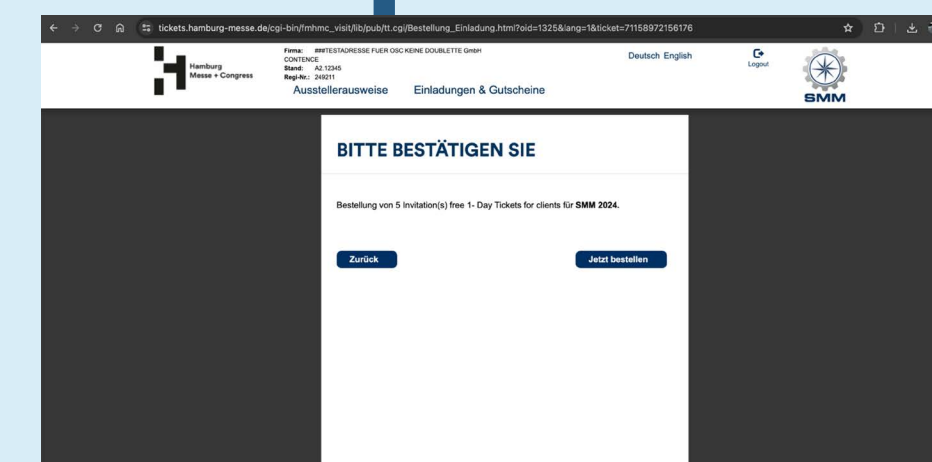 tickets.hamburg-messe.de/cgi-bin/fmhmc_visit/lib/pub/tt.cgi/Bestellung_Einladung.html?oid=1325&lang=1&ticket=71158972156176
Hamburg
Messe + Congress
Firma: ###TESTADRESSE FUER OSC KEINE DOUBLETTE GmbH
CONTENCE
Stand: A2.12345
Regi-Nr.: 249211
Deutsch English
Logout
SMM
Ausstellerausweise Einladungen & Gutscheine
BITTE BESTÄTIGEN SIE
Bestellung von 5 Invitation(s) free 1- Day Tickets for clients für SMM 2024.
Zurück Jetzt bestellen